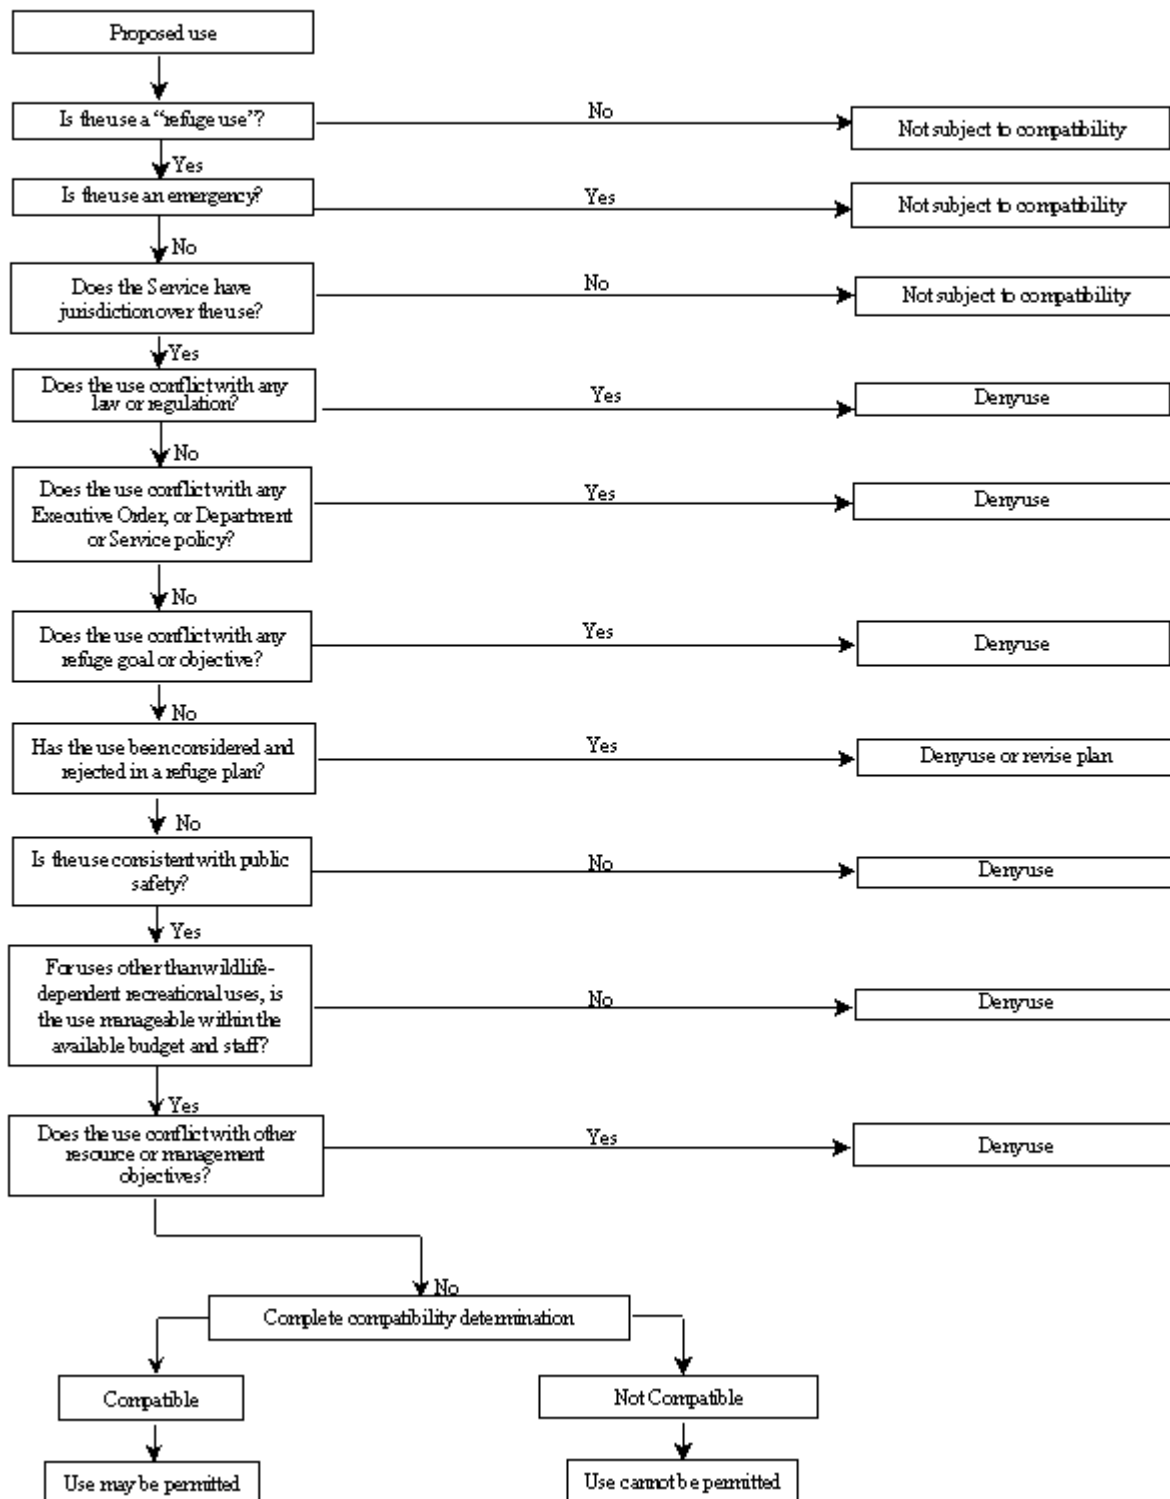 Proposed use
Is the use a “refuge use”?
No
Not subject to compatibility
Yes
Is the use an emergency?
Yes
Not subject to compatibility
No
Does the Service have
jurisdiction over the use?
No
Not subject to compatibility
Yes
Does the use conflict with any
law or regulation?
Yes
Deny use
No
Does the use conflict with any
Executive Order, or Department
or Service policy?
Yes
Deny use
No
Does the use conflict with any
refuge goal or objective?
Yes
Deny use
No
Has the use been considered and
rejected in a refuge plan?
Yes
Deny use or revise plan
No
Is the use consistent with public
safety?
No
Deny use
Yes
For uses other than wildlife-
dependent recreational uses, is
the use manageable within the
available budget and staff?
No
Deny use
Yes
Does the use conflict with other
resource or management
objectives?
Yes
Deny use
No
Complete compatibility determination
Compatible
Not Compatible
Use may be permitted
Use cannot be permitted